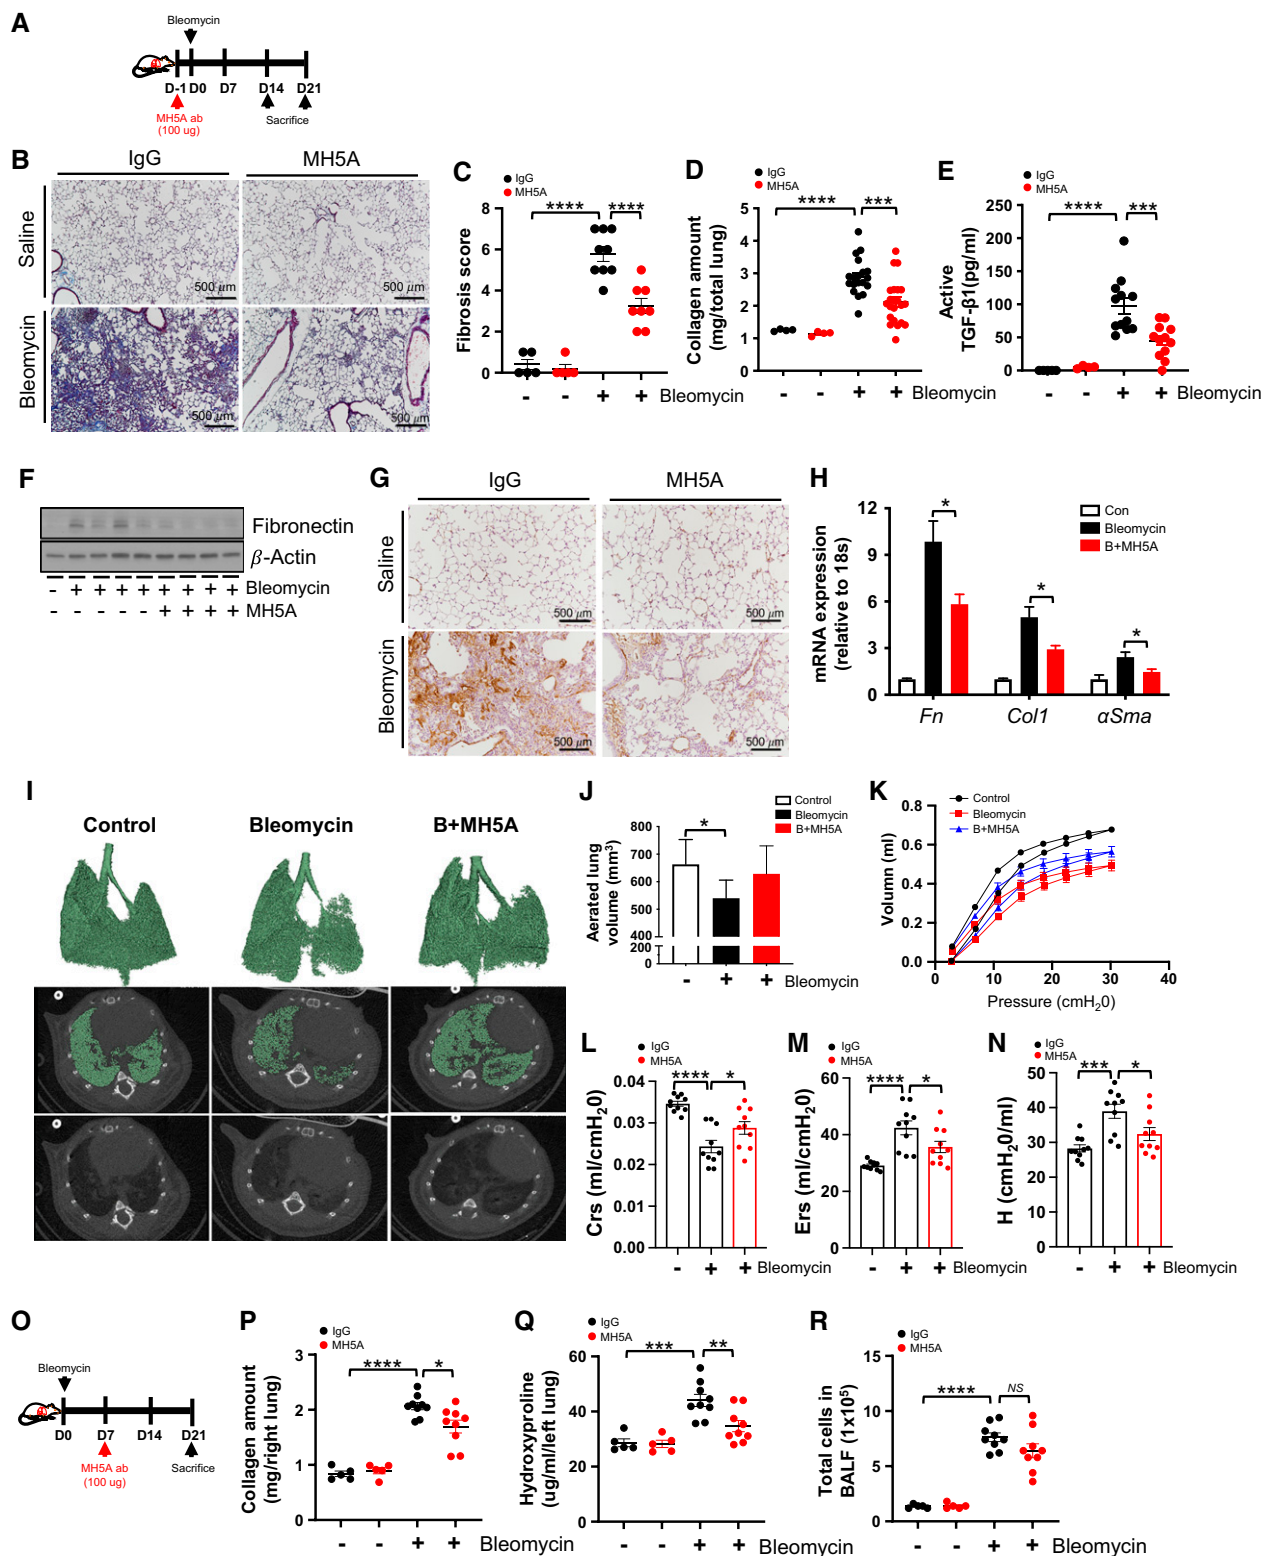 A
Bleomycin
D-1 D0 D7 D14 D21
MH5A ab
(100 ug)
Sacrifice
B
IgG MH5A
Saline
500 μm 500 μm
Bleomycin
500 μm 500 μm
C
IgG
MH5A
**** ****
Fibrosis score
8
6
4
2
0
- - + + Bleomycin
D
IgG
MH5A
**** ***
Collagen amount
(mg/total lung)
5
4
3
2
1
0
- - + + Bleomycin
E
IgG
MH5A
**** ***
Active
TGF-β1(pg/ml)
250
200
150
100
50
0
- - + + Bleomycin
F
Fibronectin
β-Actin
- + + + + + + + + Bleomycin
- - - - - + + + + MH5A
G
IgG MH5A
Saline
500 μm 500 μm
Bleomycin
500 μm 500 μm
H
Con
Bleomycin
B+MH5A
* * *
mRNA expression
(relative to 18s)
12
9
6
3
0
Fn Col1 αSma
I
Control Bleomycin B+MH5A
J
Control
Bleomycin
B+MH5A
*
Aerated lung
volume (mm³)
800
700
600
500
400
200
0
- + + Bleomycin
K
Control
Bleomycin
B+MH5A
Volumn (ml)
0.8
0.6
0.4
0.2
0.0
0 10 20 30 40
Pressure (cmH₂0)
L
IgG
MH5A
**** *
Crs (ml/cmH₂0)
0.04
0.03
0.02
0.01
0.00
- + + Bleomycin
M
IgG
MH5A
**** *
Ers (ml/cmH₂0)
60
40
20
0
- + + Bleomycin
N
IgG
MH5A
*** *
H (cmH₂0/ml)
50
40
30
20
10
0
- + + Bleomycin
O
Bleomycin
D0 D7 D14 D21
MH5A ab
(100 ug)
Sacrifice
P
IgG
MH5A
**** *
Collagen amount
(mg/right lung)
3
2
1
0
- - + + Bleomycin
Q
IgG
MH5A
*** **
Hydroxyproline
(ug/ml/left lung)
60
40
20
0
- - + + Bleomycin
R
IgG
MH5A
**** NS
Total cells in
BALF (1x10⁵)
15
10
5
0
- - + + Bleomycin